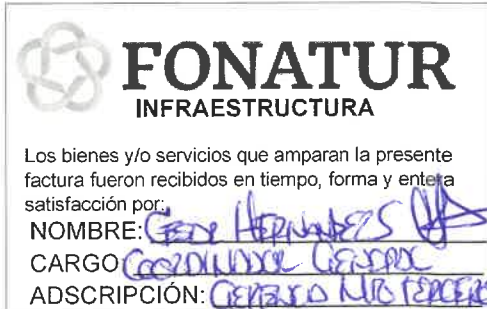 FONATUR
INFRAESTRUCTURA
Los bienes y/o servicios que amparan la presente
factura fueron recibidos en tiempo, forma y entera
satisfacción por:
NOMBRE: HERNANDEZ S
CARGO COORDINADOR GENERAL
ADSCRIPCIÓN: GERENCIA